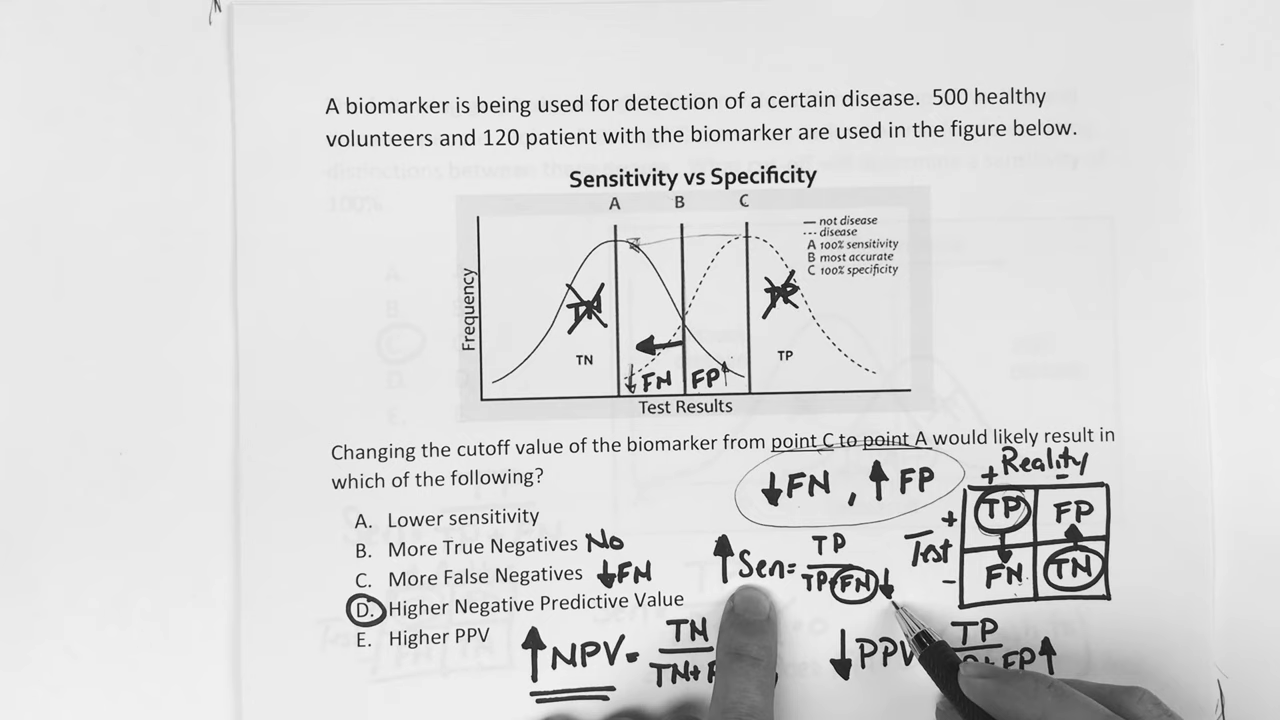 A biomarker is being used for detection of a certain disease. 500 healthy
volunteers and 120 patient with the biomarker are used in the figure below.
Sensitivity vs Specificity
A B C
not disease
disease
A 100% sensitivity
B most accurate
C 100% specificity
Frequency
TN
TP
TN
TP
↓FN FP↑
Test Results
Changing the cutoff value of the biomarker from point C to point A would likely result in
which of the following?
↓FN, ↑FP
A. Lower sensitivity
B. More True Negatives No
C. More False Negatives ↓FN
D. Higher Negative Predictive Value
E. Higher PPV
+ Reality -
+ TP FP
Test
- FN TN
↑Sen=
TP
TP+FN↓
↑NPV=
TN
TN+
↓PPV
TP
+FP↑